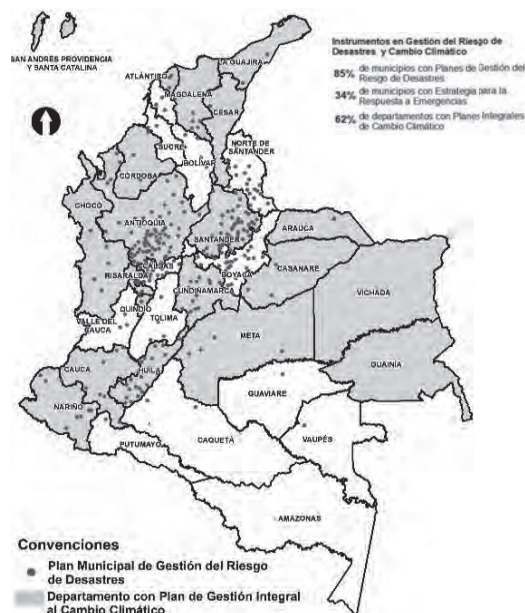 SAN ANDRÉS PROVIDENCIA
Y SANTA CATALINA
Instrumentos en Gestión del Riesgo de
Desastres y Cambio Climático
85% de municipios con Planes de Gestión del
Riesgo de Desastres
34% de municipios con Estrategia para la
Respuesta a Emergencias
62% de departamentos con Planes Integrales
de Cambio Climático
LA GUAJIRA
ATLÁNTICO
MAGDALENA
CESAR
SUCRE
BOLÍVAR
NORTE DE
SANTANDER
CÓRDOBA
CHOCÓ
ANTIOQUIA
SANTANDER
ARAUCA
CALDAS
RISARALDA
BOYACÁ
CASANARE
CUNDINAMARCA
VICHADA
QUINDÍO
VALLE DEL
CAUCA
TOLIMA
META
GUAINÍA
CAUCA
HUILA
GUAVIARE
NARIÑO
PUTUMAYO
CAQUETÁ
VAUPÉS
AMAZONAS
Convenciones
Plan Municipal de Gestión del Riesgo
de Desastres
Departamento con Plan de Gestión Integral
al Cambio Climático